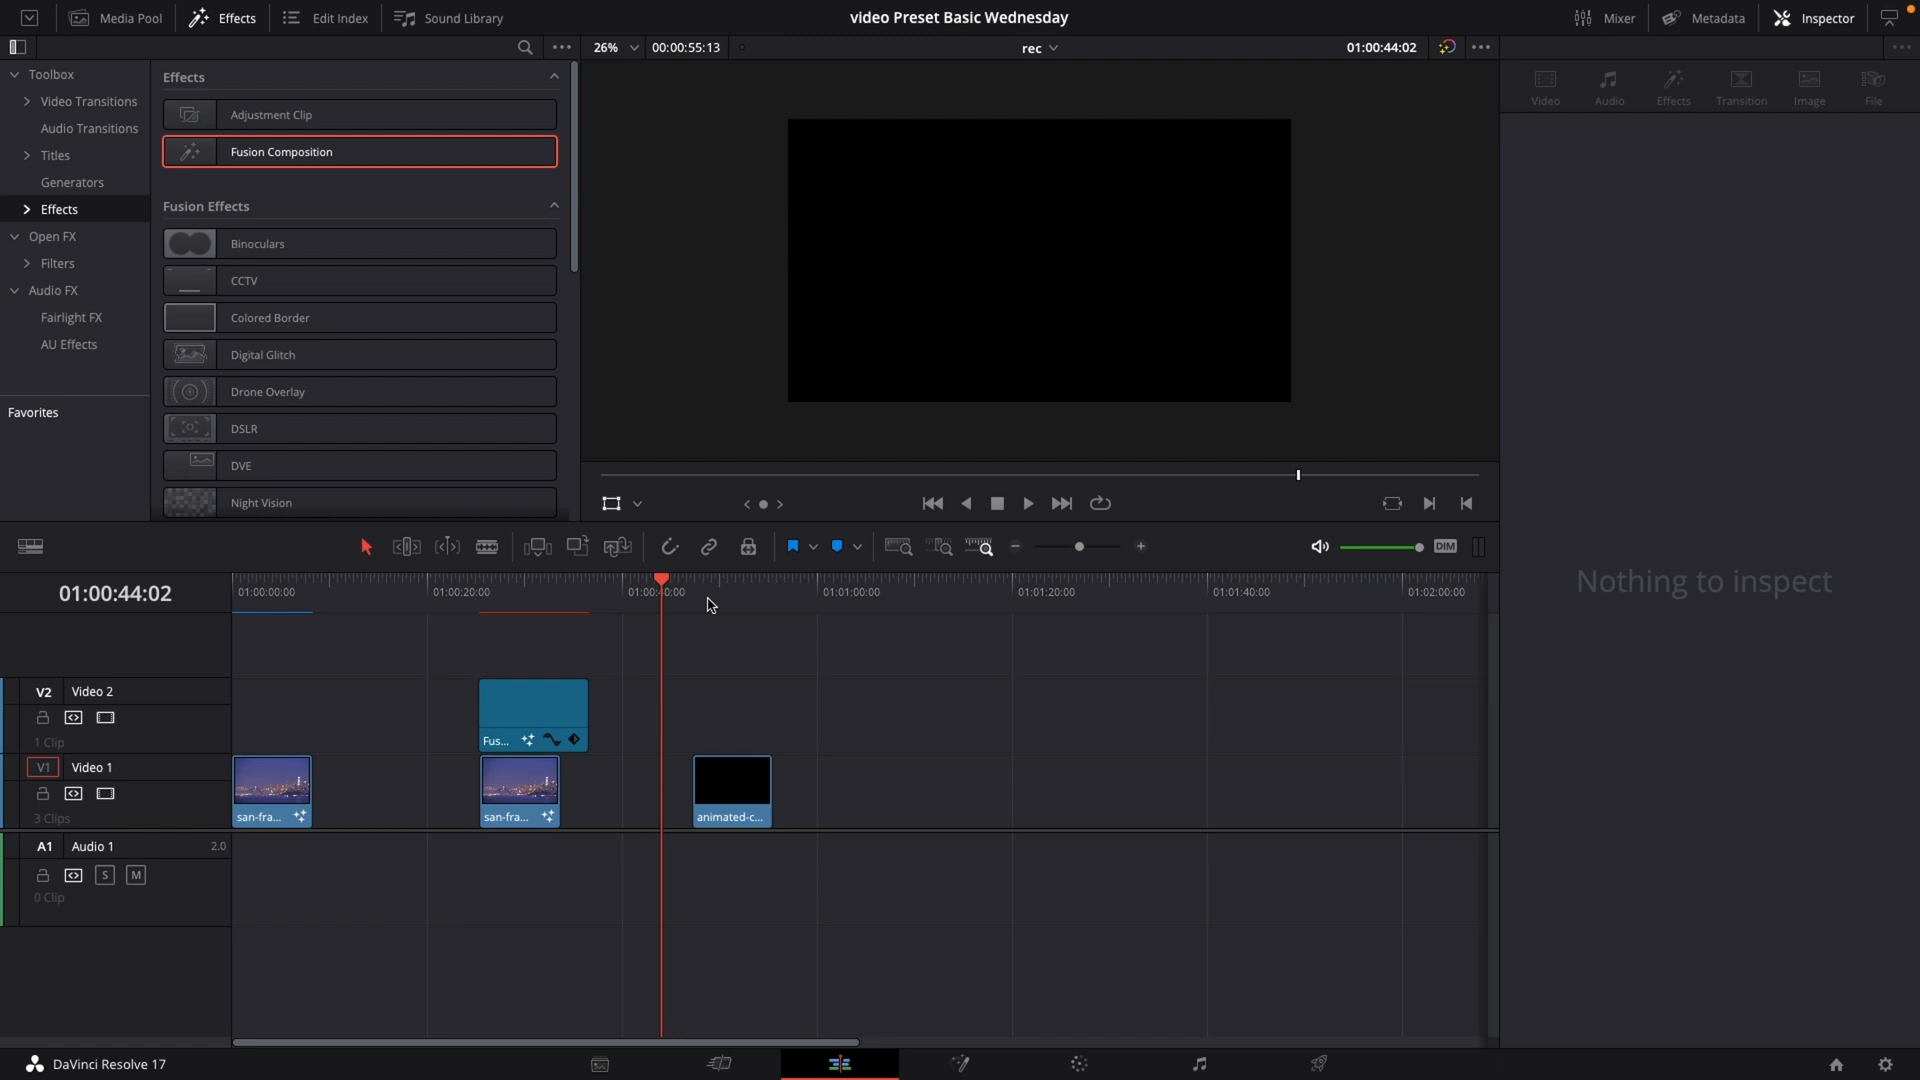 Media Pool
Effects
Edit Index
Sound Library
video Preset Basic Wednesday
Mixer
Metadata
Inspector
26%
00:00:55:13
rec
01:00:44:02
Toolbox
Video Transitions
Audio Transitions
Titles
Generators
Effects
Open FX
Filters
Audio FX
Fairlight FX
AU Effects
Favorites
Effects
Adjustment Clip
Fusion Composition
Fusion Effects
Binoculars
CCTV
Colored Border
Digital Glitch
Drone Overlay
DSLR
DVE
Night Vision
Video
Audio
Effects
Transition
Image
File
Nothing to inspect
DIM
01:00:44:02
01:00:00:00
01:00:20:00
01:00:40:00
01:01:00:00
01:01:20:00
01:01:40:00
01:02:00:00
V2 Video 2
1 Clip
Fus...
V1 Video 1
3 Clips
san-fra...
san-fra...
animated-c...
A1 Audio 1 2.0
S M
0 Clip
DaVinci Resolve 17